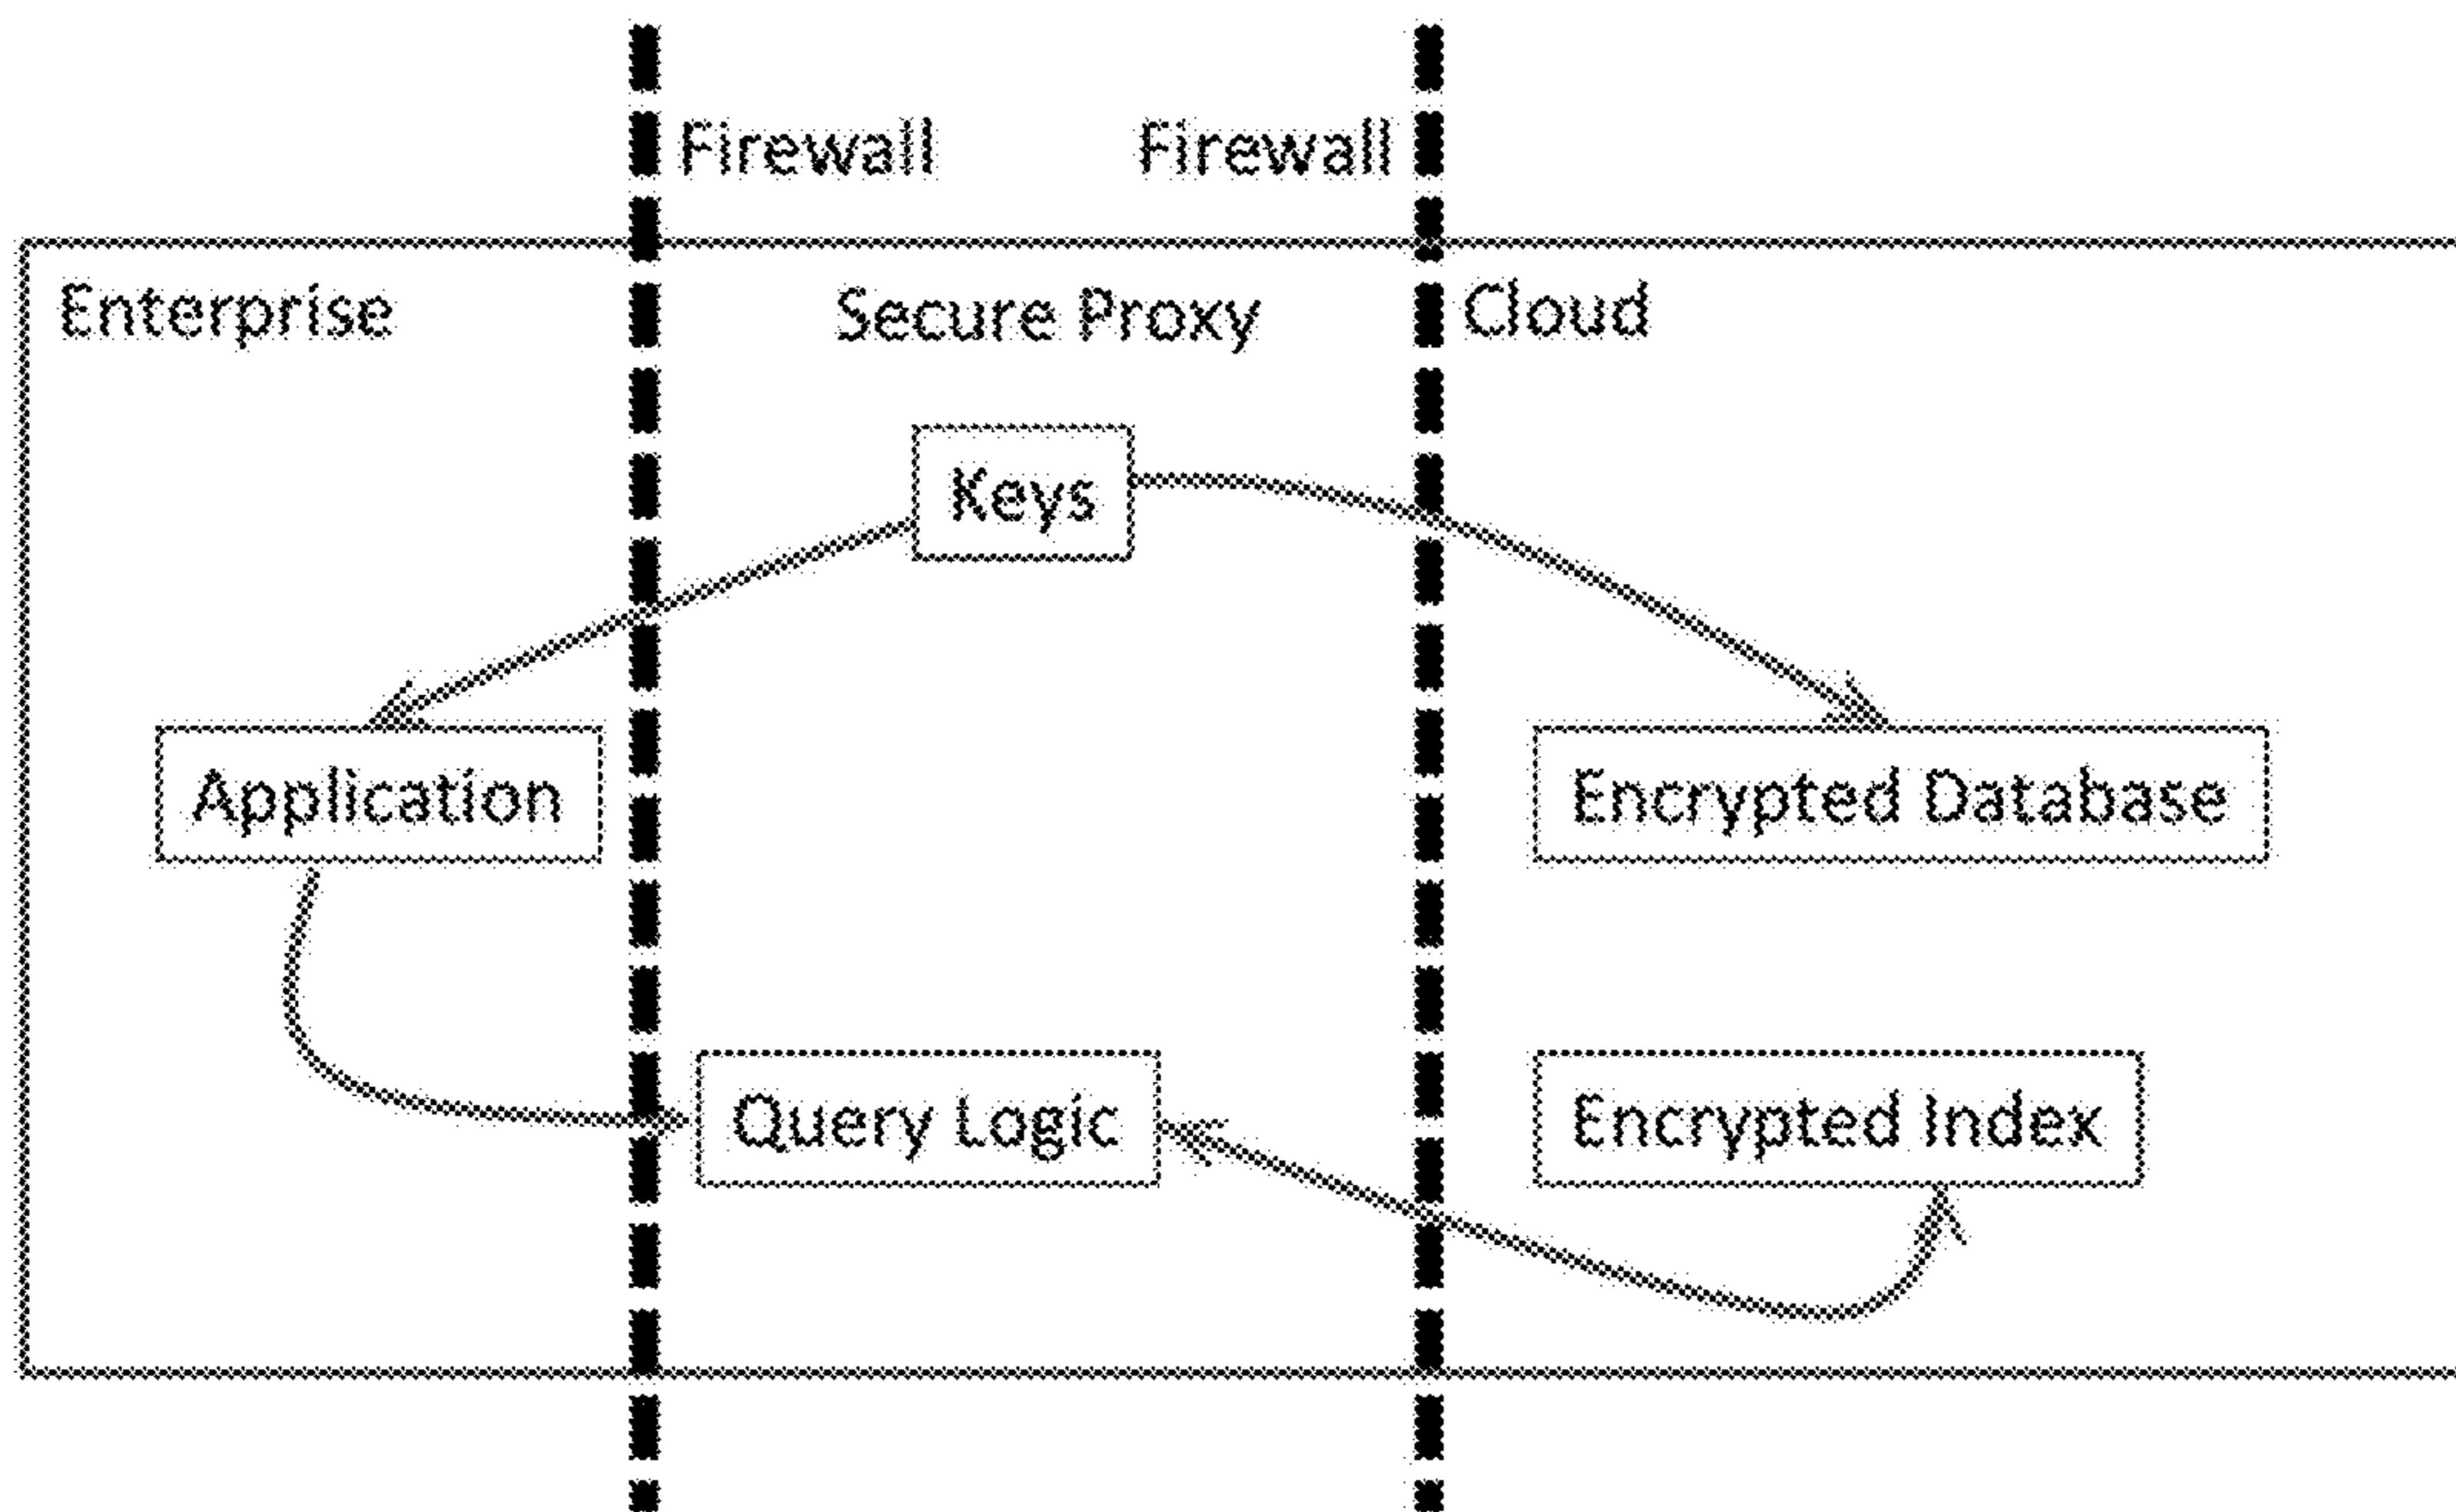 Firewall Firewall
Enterprise Secure Proxy Cloud
Keys
Application Encrypted Database
Query Logic Encrypted Index